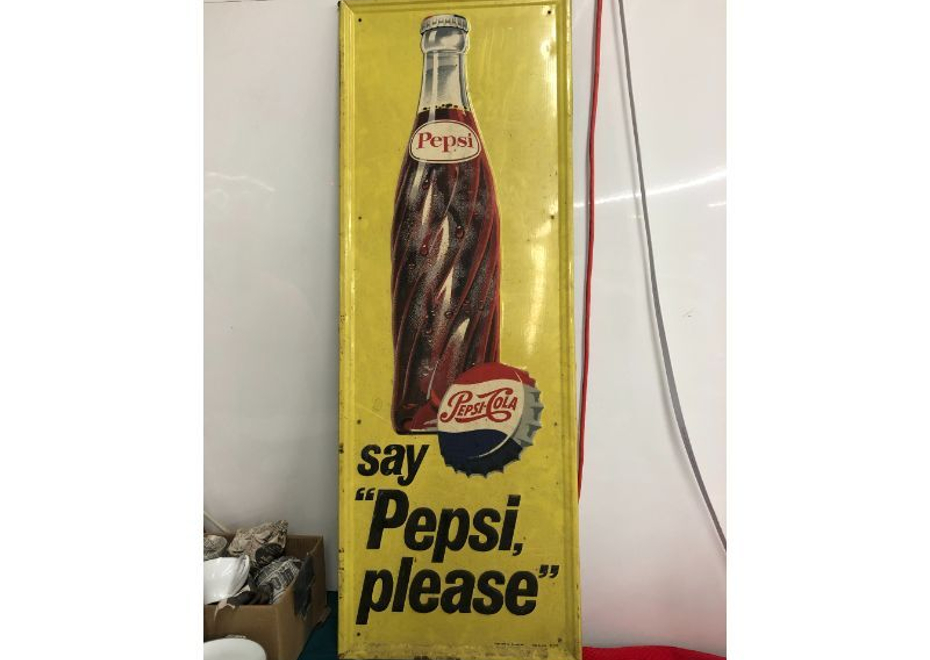 Pepsi
PEPSI-COLA
say
“Pepsi,
please”